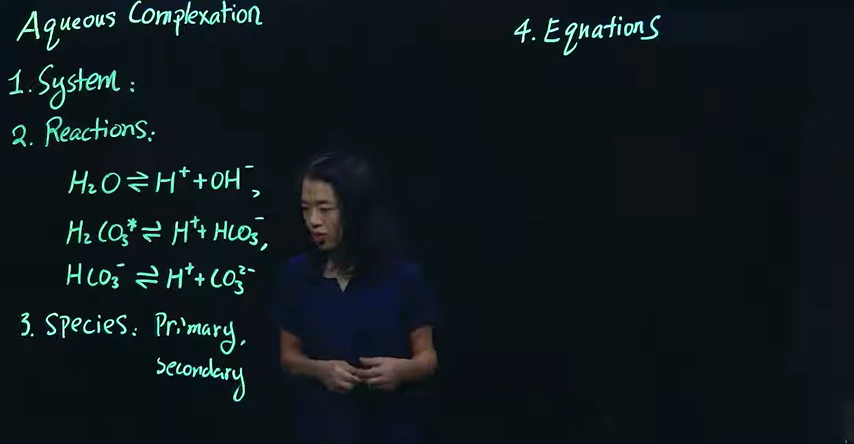 Aqueous Complexation
1. System:
2. Reactions:
H₂O ⇌ H⁺ + OH⁻,
H₂CO₃* ⇌ H⁺ + HCO₃⁻,
HCO₃⁻ ⇌ H⁺ + CO₃²⁻
3. Species: Primary,
secondary
4. Equations